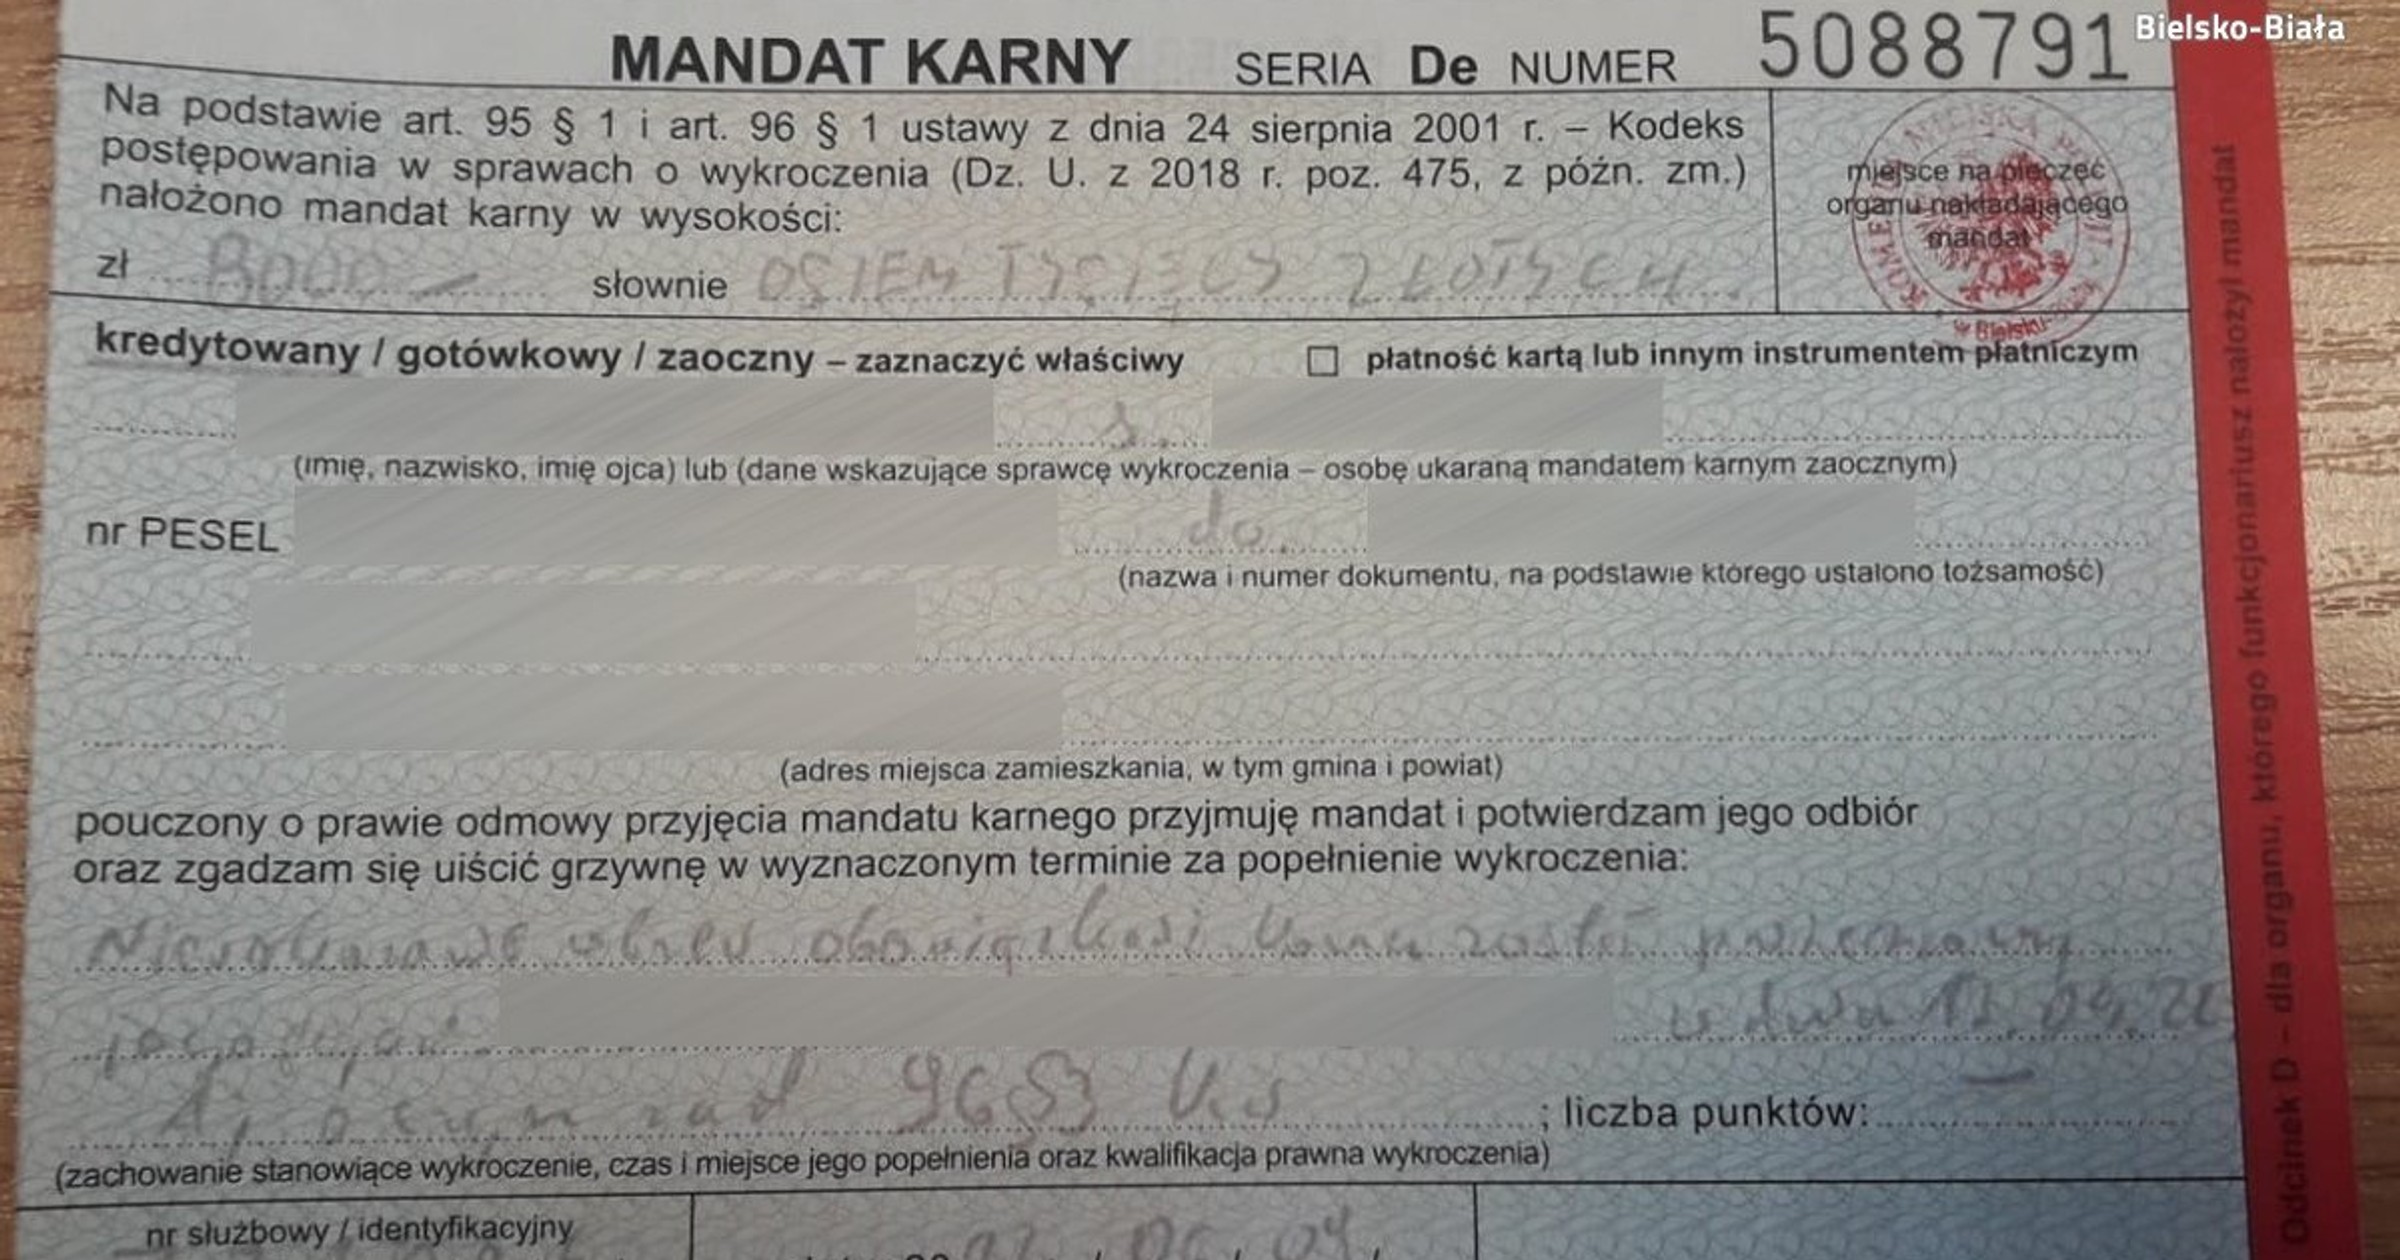 Bielsko-Biała
MANDAT KARNY SERIA De NUMER 5088791
Na podstawie art. 95 § 1 i art. 96 § 1 ustawy z dnia 24 sierpnia 2001 r. – Kodeks
postępowania w sprawach o wykroczenia (Dz. U. z 2018 r. poz. 475, z późn. zm.)
nałożono mandat karny w wysokości:
miejsce na pieczęć
organu nakładającego
mandat
zł 8000,– słownie OSIEM TYSIĘCY ZŁOTYCH
kredytowany / gotówkowy / zaoczny – zaznaczyć właściwy
płatność kartą lub innym instrumentem płatniczym
s.
(imię, nazwisko, imię ojca) lub (dane wskazujące sprawcę wykroczenia – osobę ukaraną mandatem karnym zaocznym)
nr PESEL do.
(nazwa i numer dokumentu, na podstawie którego ustalono tożsamość)
(adres miejsca zamieszkania, w tym gmina i powiat)
pouczony o prawie odmowy przyjęcia mandatu karnego przyjmuję mandat i potwierdzam jego odbiór
oraz zgadzam się uiścić grzywnę w wyznaczonym terminie za popełnienie wykroczenia:
wbrew obowiązkowi
w dniu
; liczba punktów: –
(zachowanie stanowiące wykroczenie, czas i miejsce jego popełnienia oraz kwalifikacja prawna wykroczenia)
nr służbowy / identyfikacyjny
Odcinek D – dla organu, którego funkcjonariusz nałożył mandat